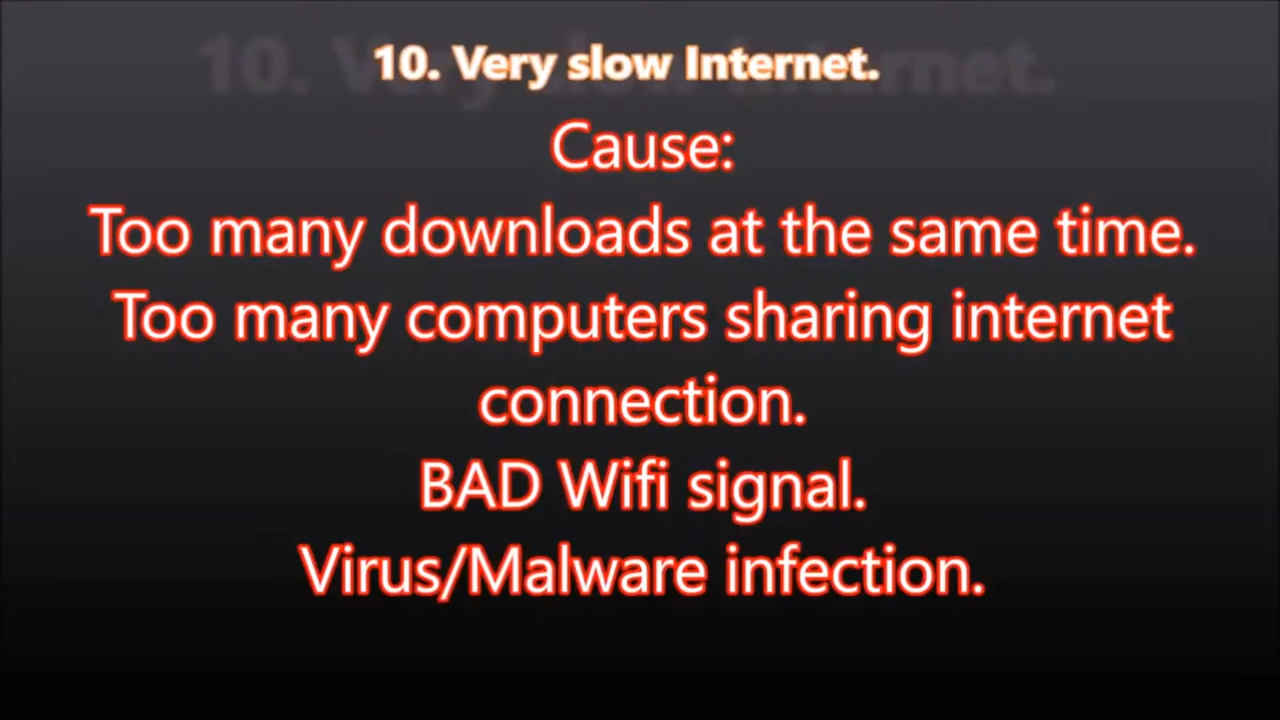 10. Very slow Internet.
Cause:
Too many downloads at the same time.
Too many computers sharing internet
connection.
BAD Wifi signal.
Virus/Malware infection.